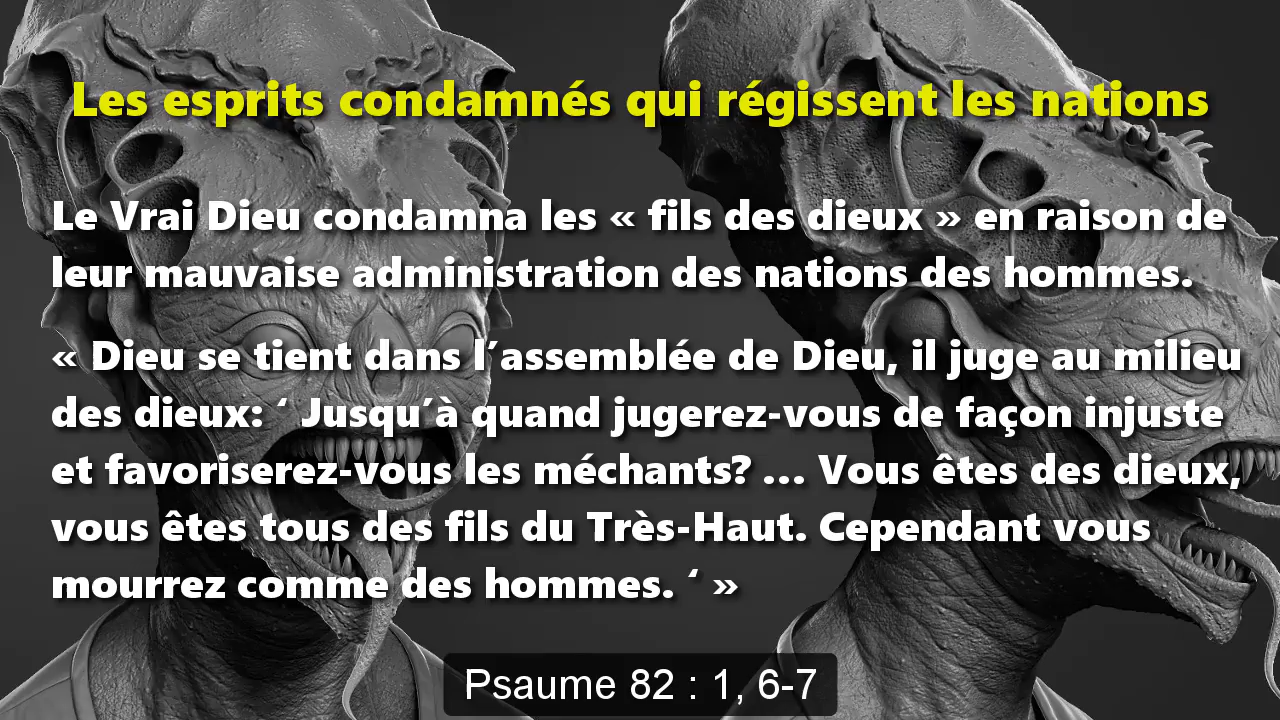 Les esprits condamnés qui régissent les nations
Le Vrai Dieu condamna les « fils des dieux » en raison de
leur mauvaise administration des nations des hommes.
« Dieu se tient dans l´assemblée de Dieu, il juge au milieu
des dieux: ‘ Jusqu´à quand jugerez-vous de façon injuste
et favoriserez-vous les méchants? ... Vous êtes des dieux,
vous êtes tous des fils du Très-Haut. Cependant vous
mourrez comme des hommes. ‘ »
Psaume 82 : 1, 6-7